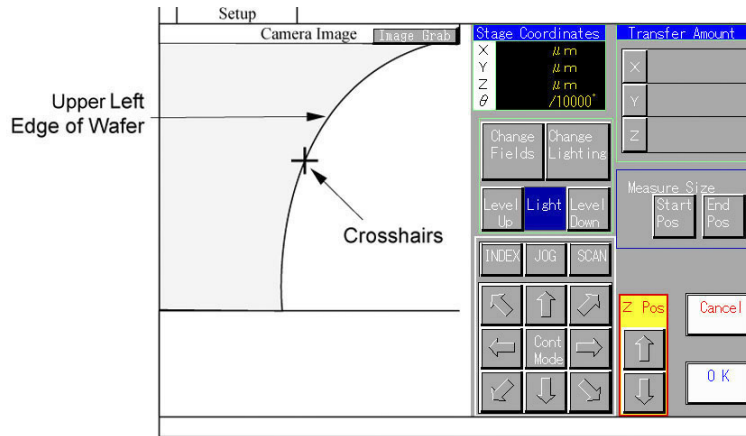 Setup
Camera Image
Image Grab
Upper Left
Edge of Wafer
Crosshairs
Stage Coordinates
X μm
Y μm
Z μm
θ /10000°
Change
Fields
Change
Lighting
Level
Up
Light
Level
Down
INDEX
JOG
SCAN
Cont
Mode
Transfer Amount
X
Y
Z
Measure Size
Start
Pos
End
Pos
Z Pos
Cancel
OK